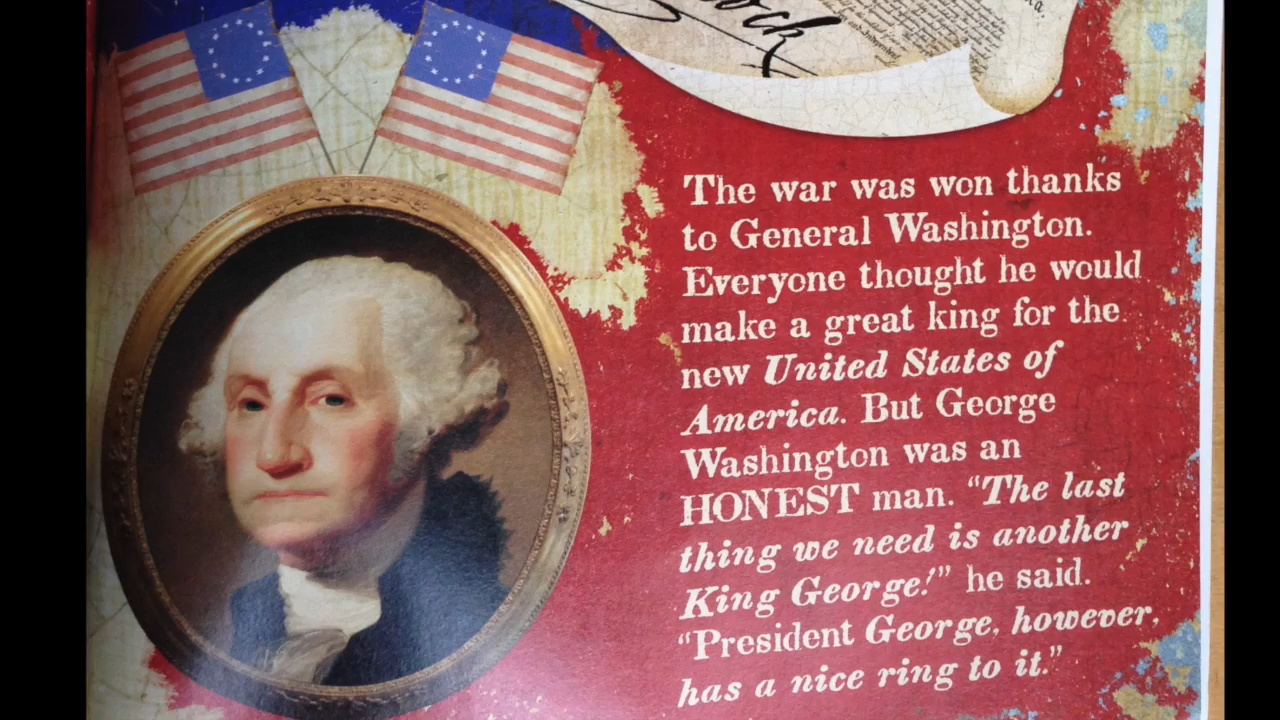 ock
The war was won thanks
to General Washington.
Everyone thought he would
make a great king for the
new United States of
America. But George
Washington was an
HONEST man. “The last
thing we need is another
King George!” he said.
“President George, however,
has a nice ring to it.”